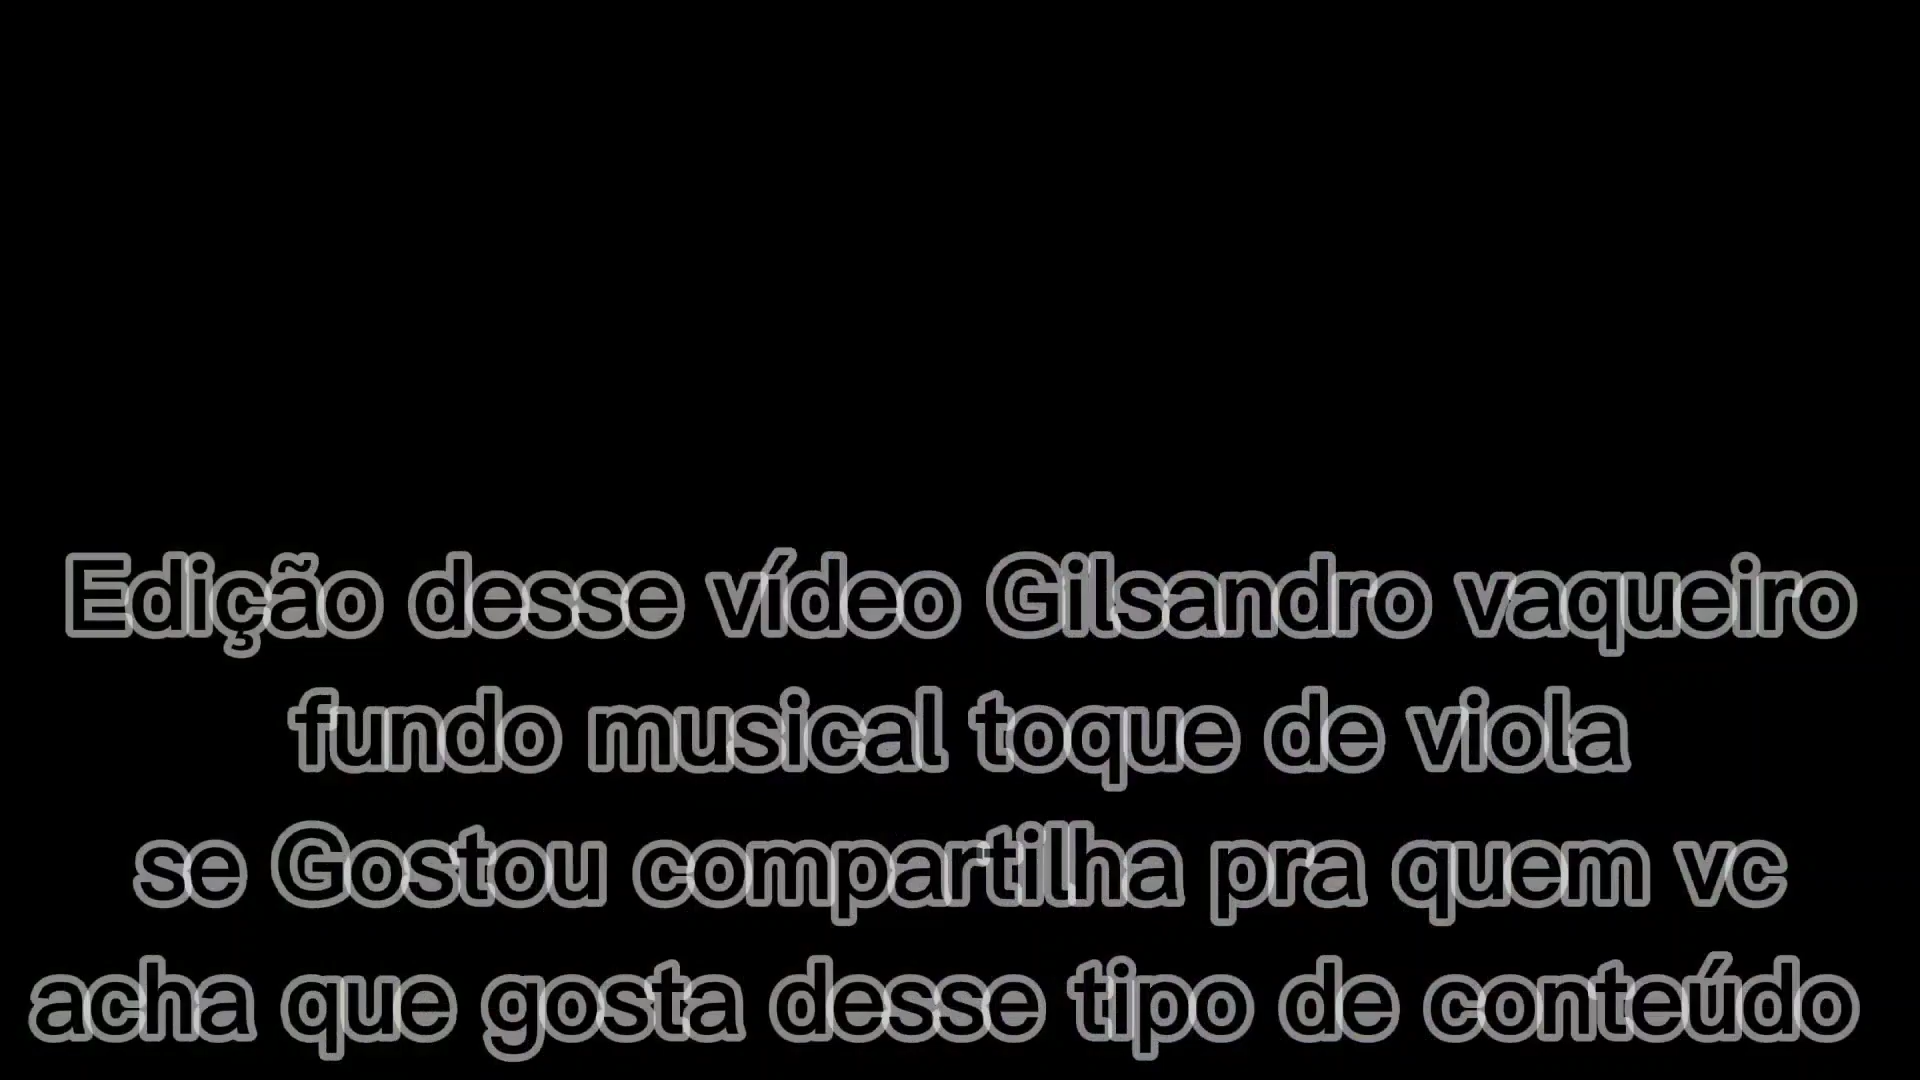 Edição desse vídeo Gilsandro vaqueiro
fundo musical toque de viola
se Gostou compartilha pra quem vc
acha que gosta desse tipo de conteúdo